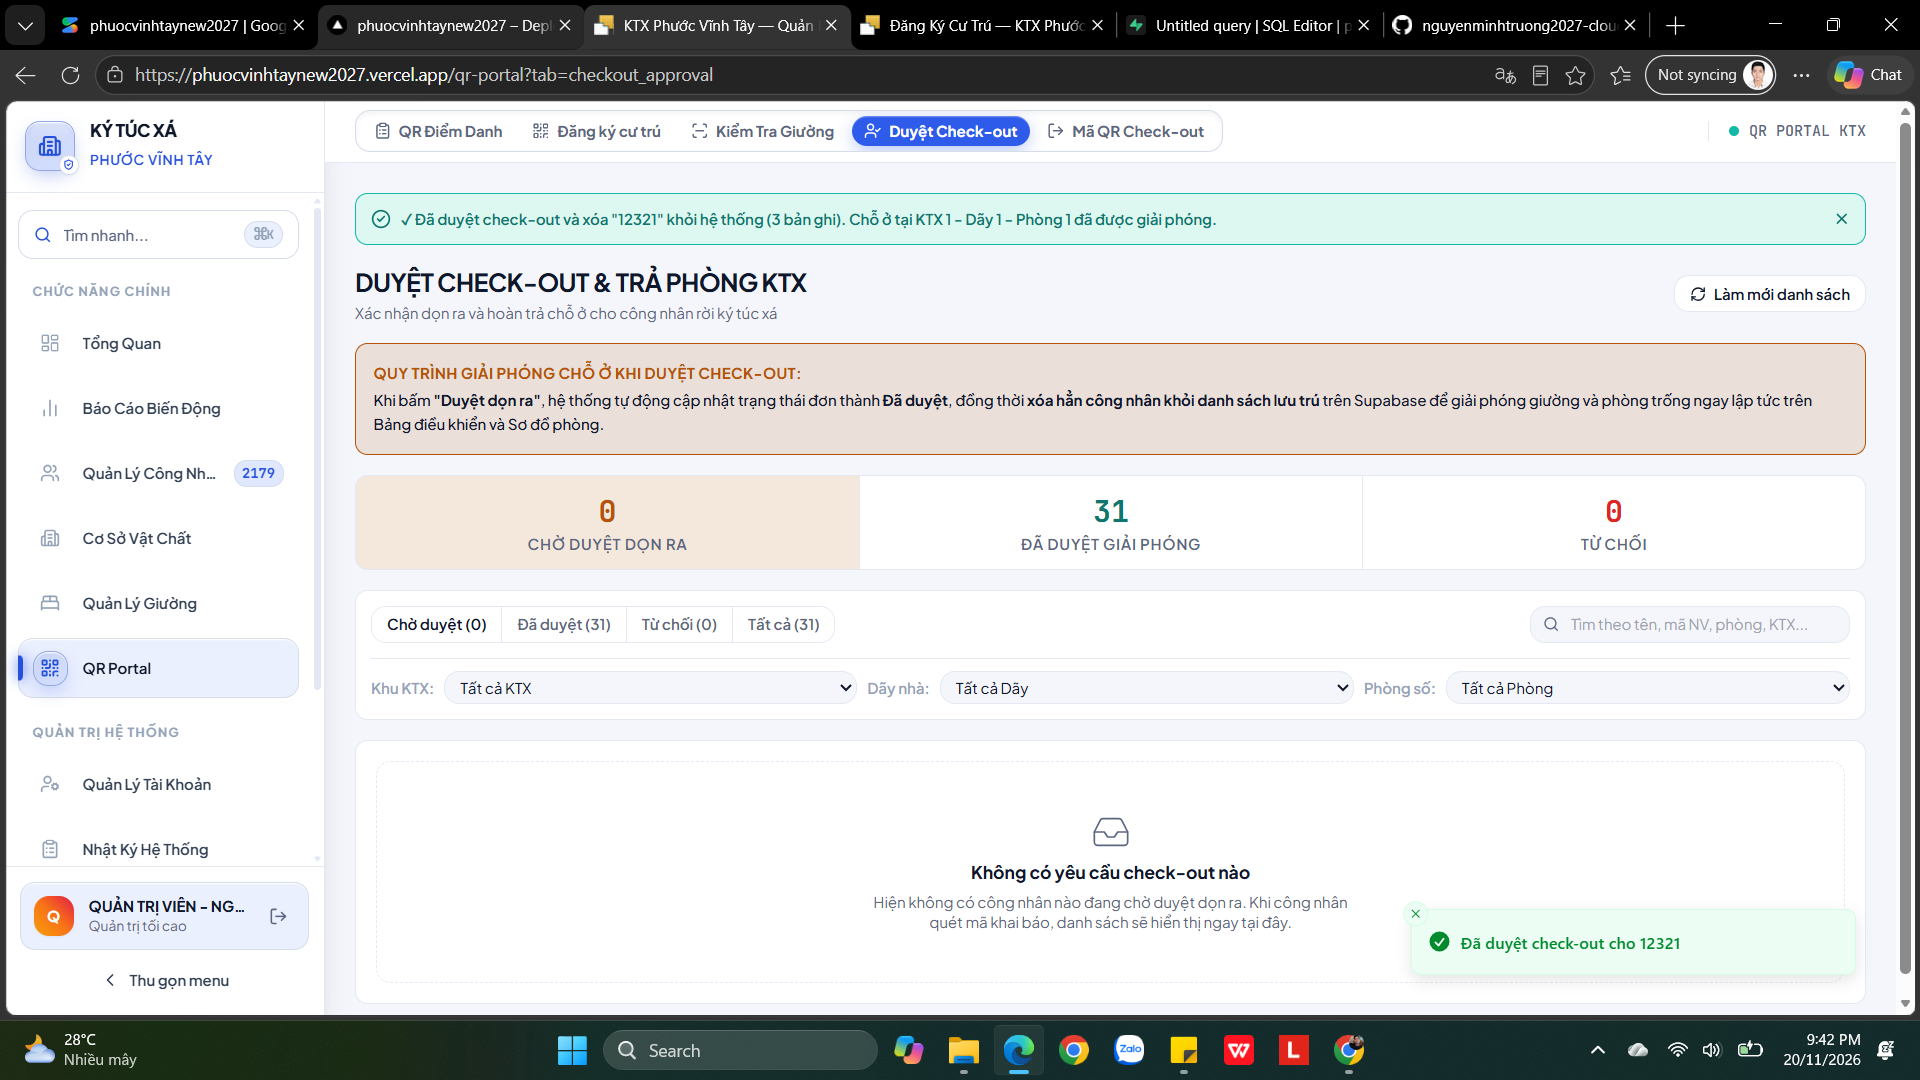 phuocvinhtaynew2027 | Goog
phuocvinhtaynew2027 – Depl
KTX Phước Vĩnh Tây — Quản
Đăng Ký Cư Trú — KTX Phước
Untitled query | SQL Editor | p
nguyenminhtruong2027-clou
https://phuocvinhtaynew2027.vercel.app/qr-portal?tab=checkout_approval
Not syncing
Chat
KÝ TÚC XÁ
PHƯỚC VĨNH TÂY
Tìm nhanh...
⌘K
CHỨC NĂNG CHÍNH
Tổng Quan
Báo Cáo Biến Động
Quản Lý Công Nh...
2179
Cơ Sở Vật Chất
Quản Lý Giường
QR Portal
QUẢN TRỊ HỆ THỐNG
Quản Lý Tài Khoản
Nhật Ký Hệ Thống
Q
QUẢN TRỊ VIÊN - NG...
Quản trị tối cao
Thu gọn menu
QR Điểm Danh
Đăng ký cư trú
Kiểm Tra Giường
Duyệt Check-out
Mã QR Check-out
QR PORTAL KTX
✓ Đã duyệt check-out và xóa "12321" khỏi hệ thống (3 bản ghi). Chỗ ở tại KTX 1 - Dãy 1 - Phòng 1 đã được giải phóng.
DUYỆT CHECK-OUT & TRẢ PHÒNG KTX
Xác nhận dọn ra và hoàn trả chỗ ở cho công nhân rời ký túc xá
Làm mới danh sách
QUY TRÌNH GIẢI PHÓNG CHỖ Ở KHI DUYỆT CHECK-OUT:
Khi bấm "Duyệt dọn ra", hệ thống tự động cập nhật trạng thái đơn thành Đã duyệt, đồng thời xóa hẳn công nhân khỏi danh sách lưu trú trên Supabase để giải phóng giường và phòng trống ngay lập tức trên
Bảng điều khiển và Sơ đồ phòng.
0
CHỜ DUYỆT DỌN RA
31
ĐÃ DUYỆT GIẢI PHÓNG
0
TỪ CHỐI
Chờ duyệt (0)
Đã duyệt (31)
Từ chối (0)
Tất cả (31)
Tìm theo tên, mã NV, phòng, KTX...
Khu KTX:
Tất cả KTX
Dãy nhà:
Tất cả Dãy
Phòng số:
Tất cả Phòng
Không có yêu cầu check-out nào
Hiện không có công nhân nào đang chờ duyệt dọn ra. Khi công nhân
quét mã khai báo, danh sách sẽ hiển thị ngay tại đây.
Đã duyệt check-out cho 12321
28°C
Nhiều mây
Search
Zalo
L
9:42 PM
20/11/2026